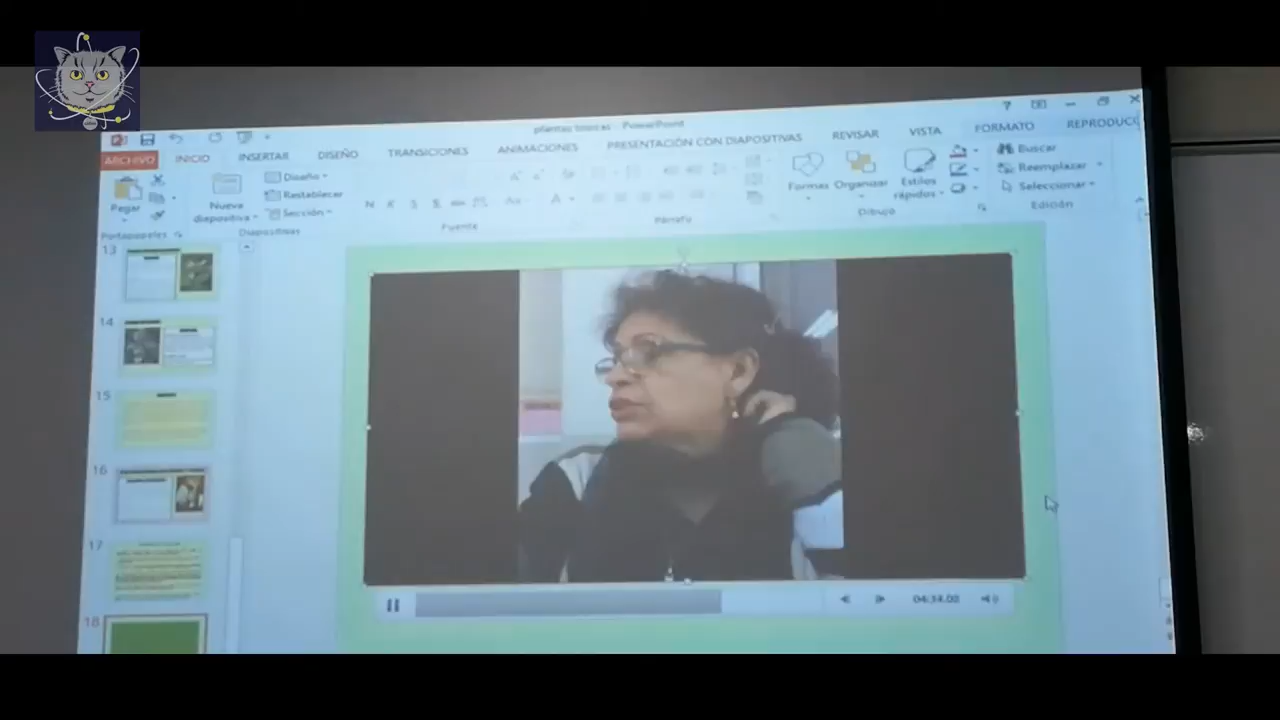 plantas toxicas - PowerPoint
ARCHIVO INICIO INSERTAR DISEÑO TRANSICIONES ANIMACIONES PRESENTACIÓN CON DIAPOSITIVAS REVISAR VISTA FORMATO REPRODUCC
Pegar
Nueva diapositiva
Diseño
Restablecer
Sección
N K S S abc
Formas
Organizar
Estilos rápidos
Buscar
Reemplazar
Seleccionar
Portapapeles Diapositivas Fuente Párrafo Dibujo Edición
13
14
15
16
17
18
04:34.00